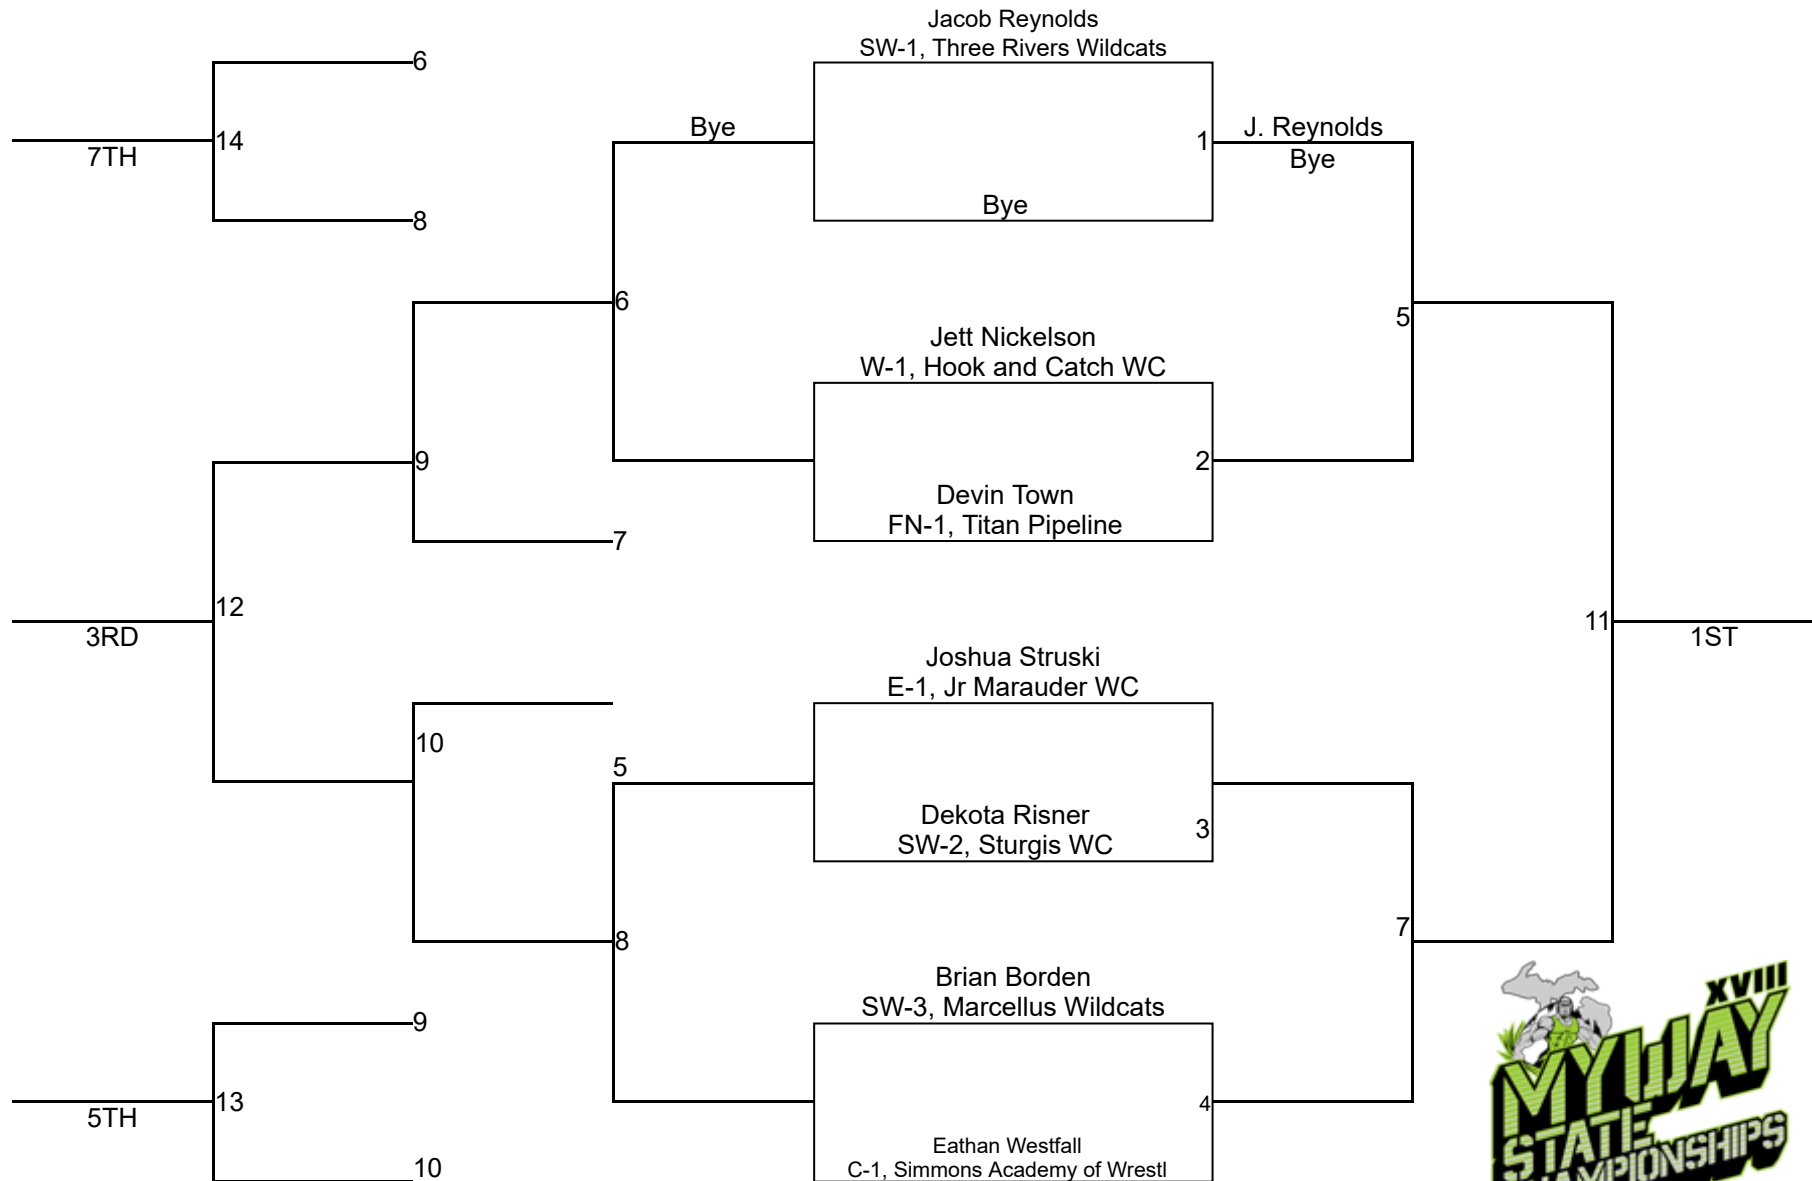 Jacob Reynolds
SW-1, Three Rivers Wildcats
6
Bye
1
J. Reynolds
14
7TH
Bye
Bye
8
6
5
Jett Nickelson
W-1, Hook and Catch WC
9
2
Devin Town
FN-1, Titan Pipeline
7
12
3RD
11
1ST
Joshua Struski
E-1, Jr Marauder WC
10
5
Dekota Risner
SW-2, Sturgis WC
3
8
7
Brian Borden
SW-3, Marcellus Wildcats
9
13
5TH
4
Eathan Westfall
C-1, Simmons Academy of Wrestl
10
XVIII
MYWAY
STATE
CHAMPIONSHIPS